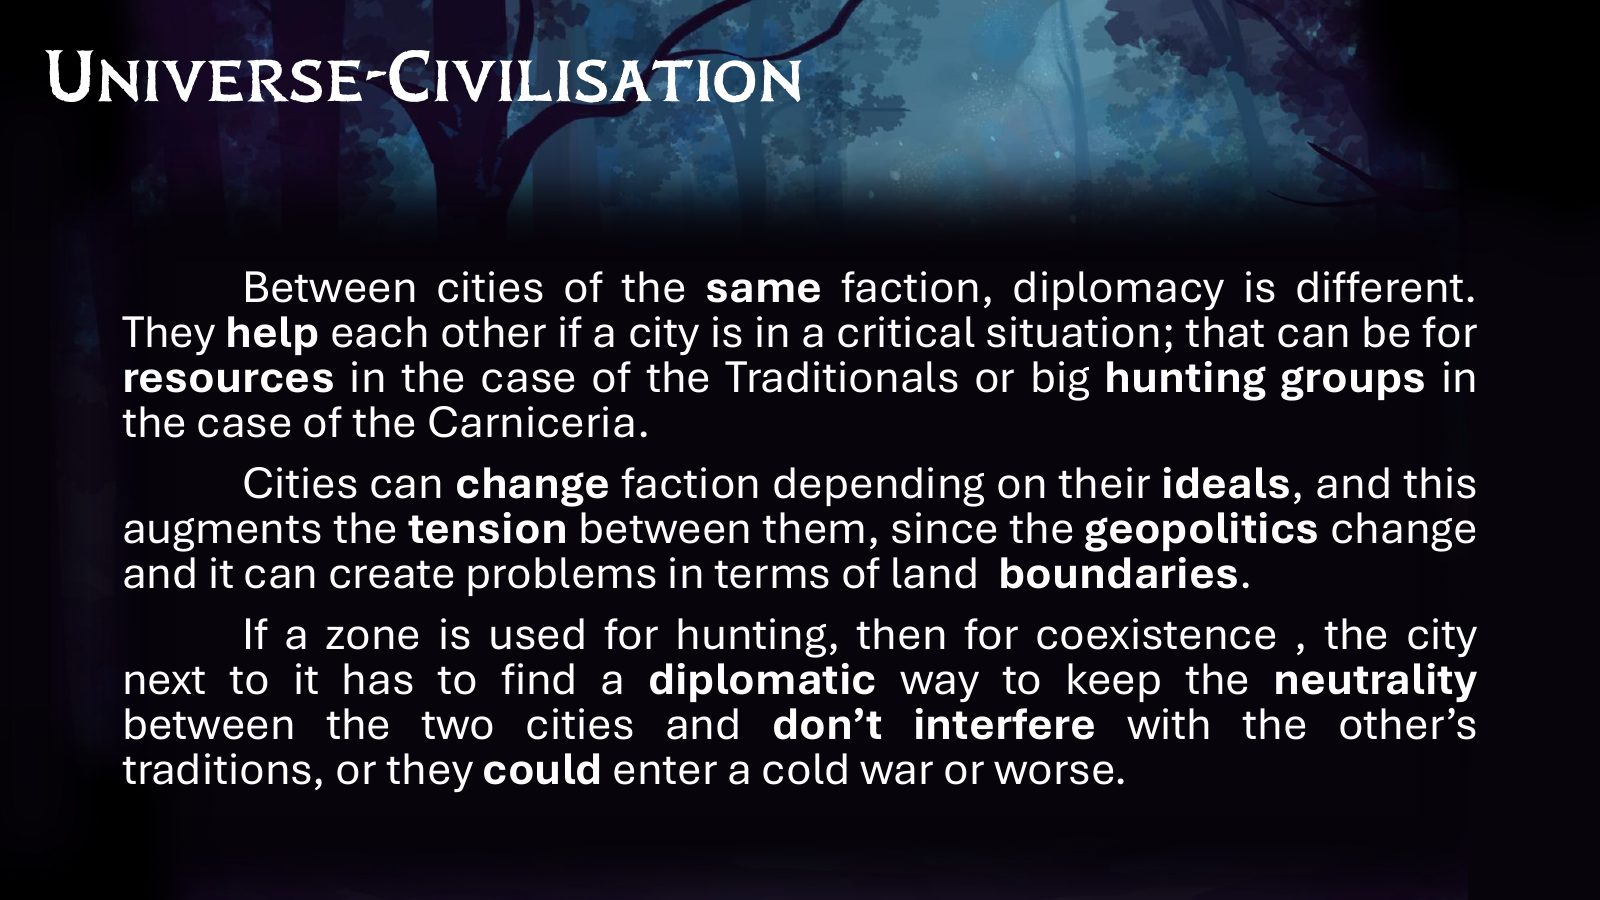 Universe-Civilisation
Between cities of the same faction, diplomacy is different.
They help each other if a city is in a critical situation; that can be for
resources in the case of the Traditionals or big hunting groups in
the case of the Carniceria.
Cities can change faction depending on their ideals, and this
augments the tension between them, since the geopolitics change
and it can create problems in terms of land  boundaries.
If a zone is used for hunting, then for coexistence , the city
next to it has to find a diplomatic way to keep the neutrality
between the two cities and don’t interfere with the other’s
traditions, or they could enter a cold war or worse.